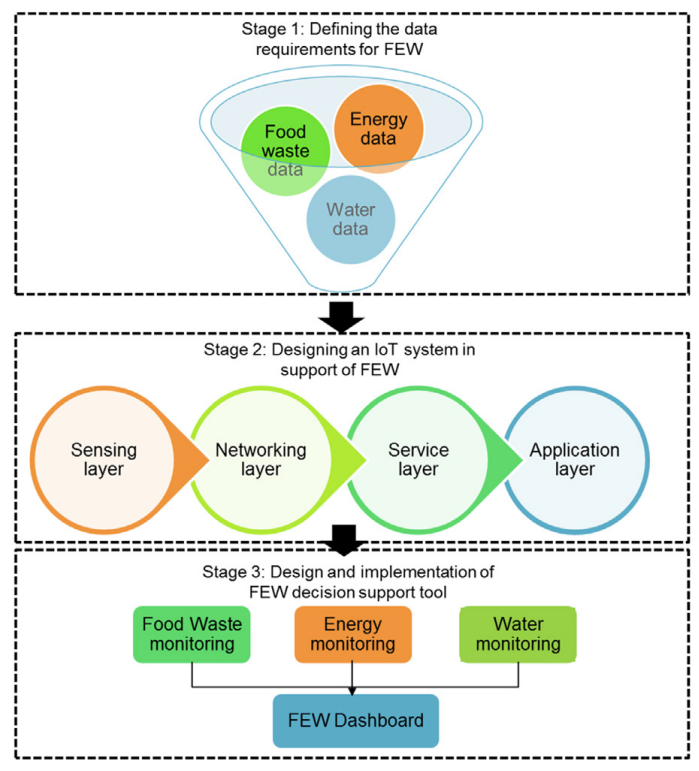 Stage 1: Defining the data
requirements for FEW
Energy
data
Food
waste
data
Water
data
Stage 2: Designing an IoT system in
support of FEW
Sensing
layer
Networking
layer
Service
layer
Application
layer
Stage 3: Design and implementation of
FEW decision support tool
Food Waste
monitoring
Energy
monitoring
Water
monitoring
FEW Dashboard